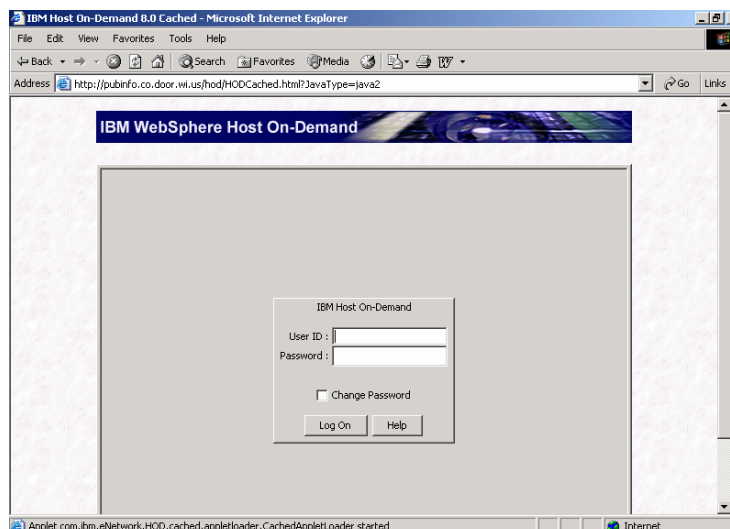 IBM Host On-Demand 8.0 Cached - Microsoft Internet Explorer
File Edit View Favorites Tools Help
Back Search Favorites Media
Address http://pubinfo.co.door.wi.us/hod/HODCached.html?JavaType=java2 Go Links
IBM WebSphere Host On-Demand
IBM Host On-Demand
User ID :
Password :
Change Password
Log On Help
Applet com.ibm.eNetwork.HOD.cached.appletloader.CachedAppletLoader started Internet